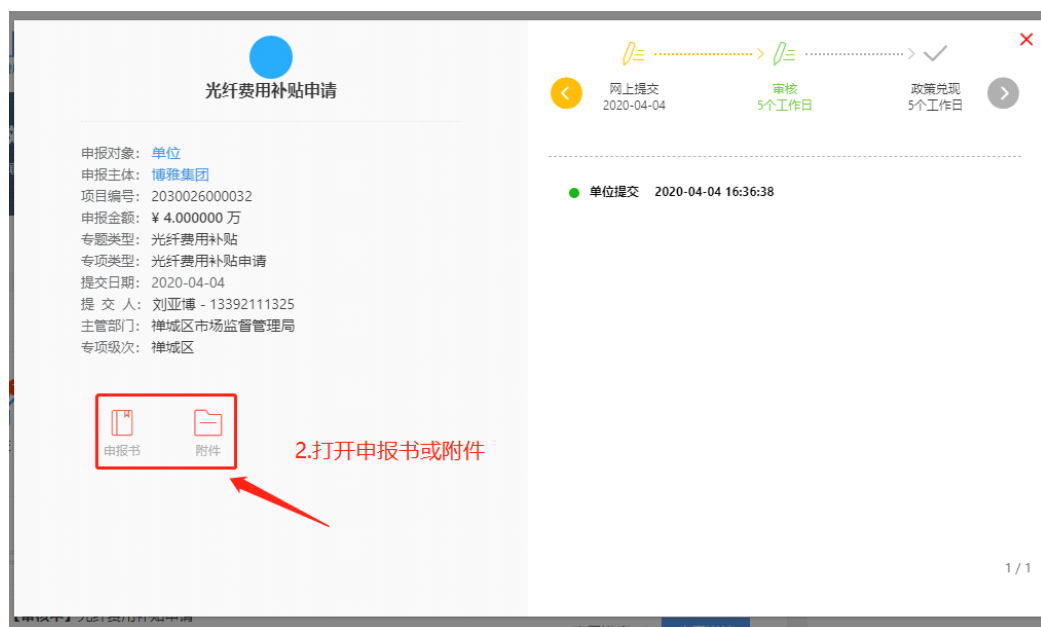 光纤费用补贴申请
申报对象： 单位
申报主体： 博雅集团
项目编号： 2030026000032
申报金额： ¥ 4.000000 万
专题类型： 光纤费用补贴
专项类型： 光纤费用补贴申请
提交日期： 2020-04-04
提 交 人： 刘亚博 - 13392111325
主管部门： 禅城区市场监督管理局
专项级次： 禅城区
申报书 附件
2.打开申报书或附件
网上提交 审核 政策兑现
2020-04-04 5个工作日 5个工作日
单位提交 2020-04-04 16:36:38
1 / 1